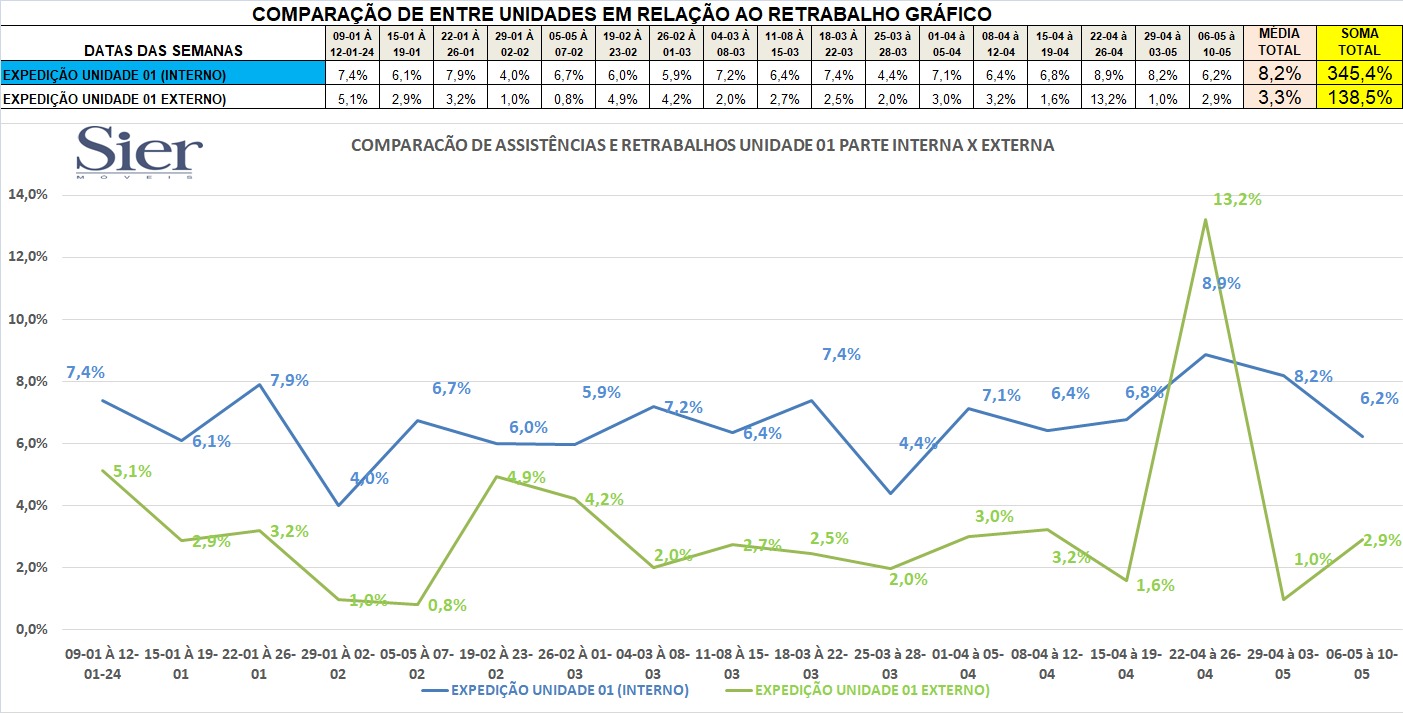 COMPARAÇÃO DE ENTRE UNIDADES EM RELAÇÃO AO RETRABALHO GRÁFICO
DATAS DAS SEMANAS 09-01 À 12-01-24 15-01 À 19-01 22-01 À 26-01 29-01 À 02-02 05-05 À 07-02 19-02 À 23-02 26-02 À 01-03 04-03 À 08-03 11-08 À 15-03 18-03 À 22-03 25-03 à 28-03 01-04 à 05-04 08-04 à 12-04 15-04 à 19-04 22-04 à 26-04 29-04 à 03-05 06-05 à 10-05 MÉDIA TOTAL SOMA TOTAL
EXPEDIÇÃO UNIDADE 01 (INTERNO) 7,4% 6,1% 7,9% 4,0% 6,7% 6,0% 5,9% 7,2% 6,4% 7,4% 4,4% 7,1% 6,4% 6,8% 8,9% 8,2% 6,2% 8,2% 345,4%
EXPEDIÇÃO UNIDADE 01 EXTERNO) 5,1% 2,9% 3,2% 1,0% 0,8% 4,9% 4,2% 2,0% 2,7% 2,5% 2,0% 3,0% 3,2% 1,6% 13,2% 1,0% 2,9% 3,3% 138,5%
Sier
MÓVEIS
COMPARACÃO DE ASSISTÊNCIAS E RETRABALHOS UNIDADE 01 PARTE INTERNA X EXTERNA
14,0%
12,0%
10,0%
8,0%
6,0%
4,0%
2,0%
0,0%
7,4% 6,1% 7,9% 4,0% 6,7% 6,0% 5,9% 7,2% 6,4% 7,4% 4,4% 7,1% 6,4% 6,8% 8,9% 8,2% 6,2%
5,1% 2,9% 3,2% 1,0% 0,8% 4,9% 4,2% 2,0% 2,7% 2,5% 2,0% 3,0% 3,2% 1,6% 13,2% 1,0% 2,9%
09-01 À 12- 15-01 À 19- 22-01 À 26- 29-01 À 02- 05-05 À 07- 19-02 À 23- 26-02 À 01- 04-03 À 08- 11-08 À 15- 18-03 À 22- 25-03 à 28- 01-04 à 05- 08-04 à 12- 15-04 à 19- 22-04 à 26- 29-04 à 03- 06-05 à 10-
01-24 01 01 02 02 02 03 03 03 03 03 04 04 04 04 05 05
EXPEDIÇÃO UNIDADE 01 (INTERNO) EXPEDIÇÃO UNIDADE 01 EXTERNO)